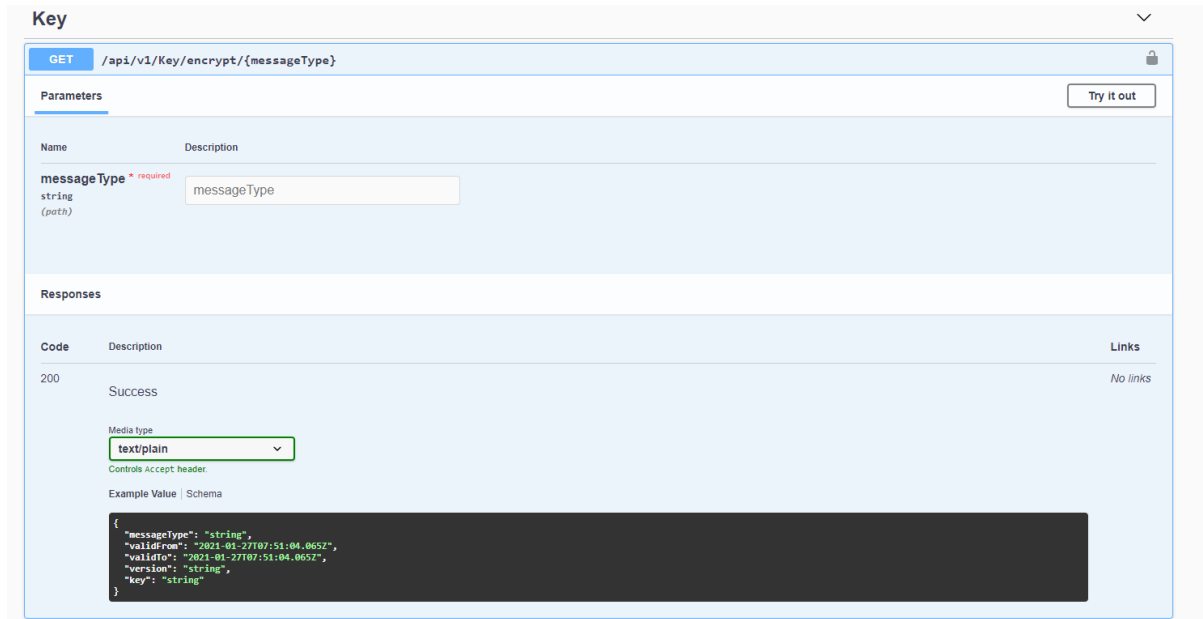 Key
GET /api/v1/Key/encrypt/{messageType}
Parameters
Try it out
Name Description
messageType * required
string
(path)
messageType
Responses
Code Description Links
200 Success No links
Media type
text/plain
Controls Accept header.
Example Value | Schema
{
  "messageType": "string",
  "validFrom": "2021-01-27T07:51:04.065Z",
  "validTo": "2021-01-27T07:51:04.065Z",
  "version": "string",
  "key": "string"
}